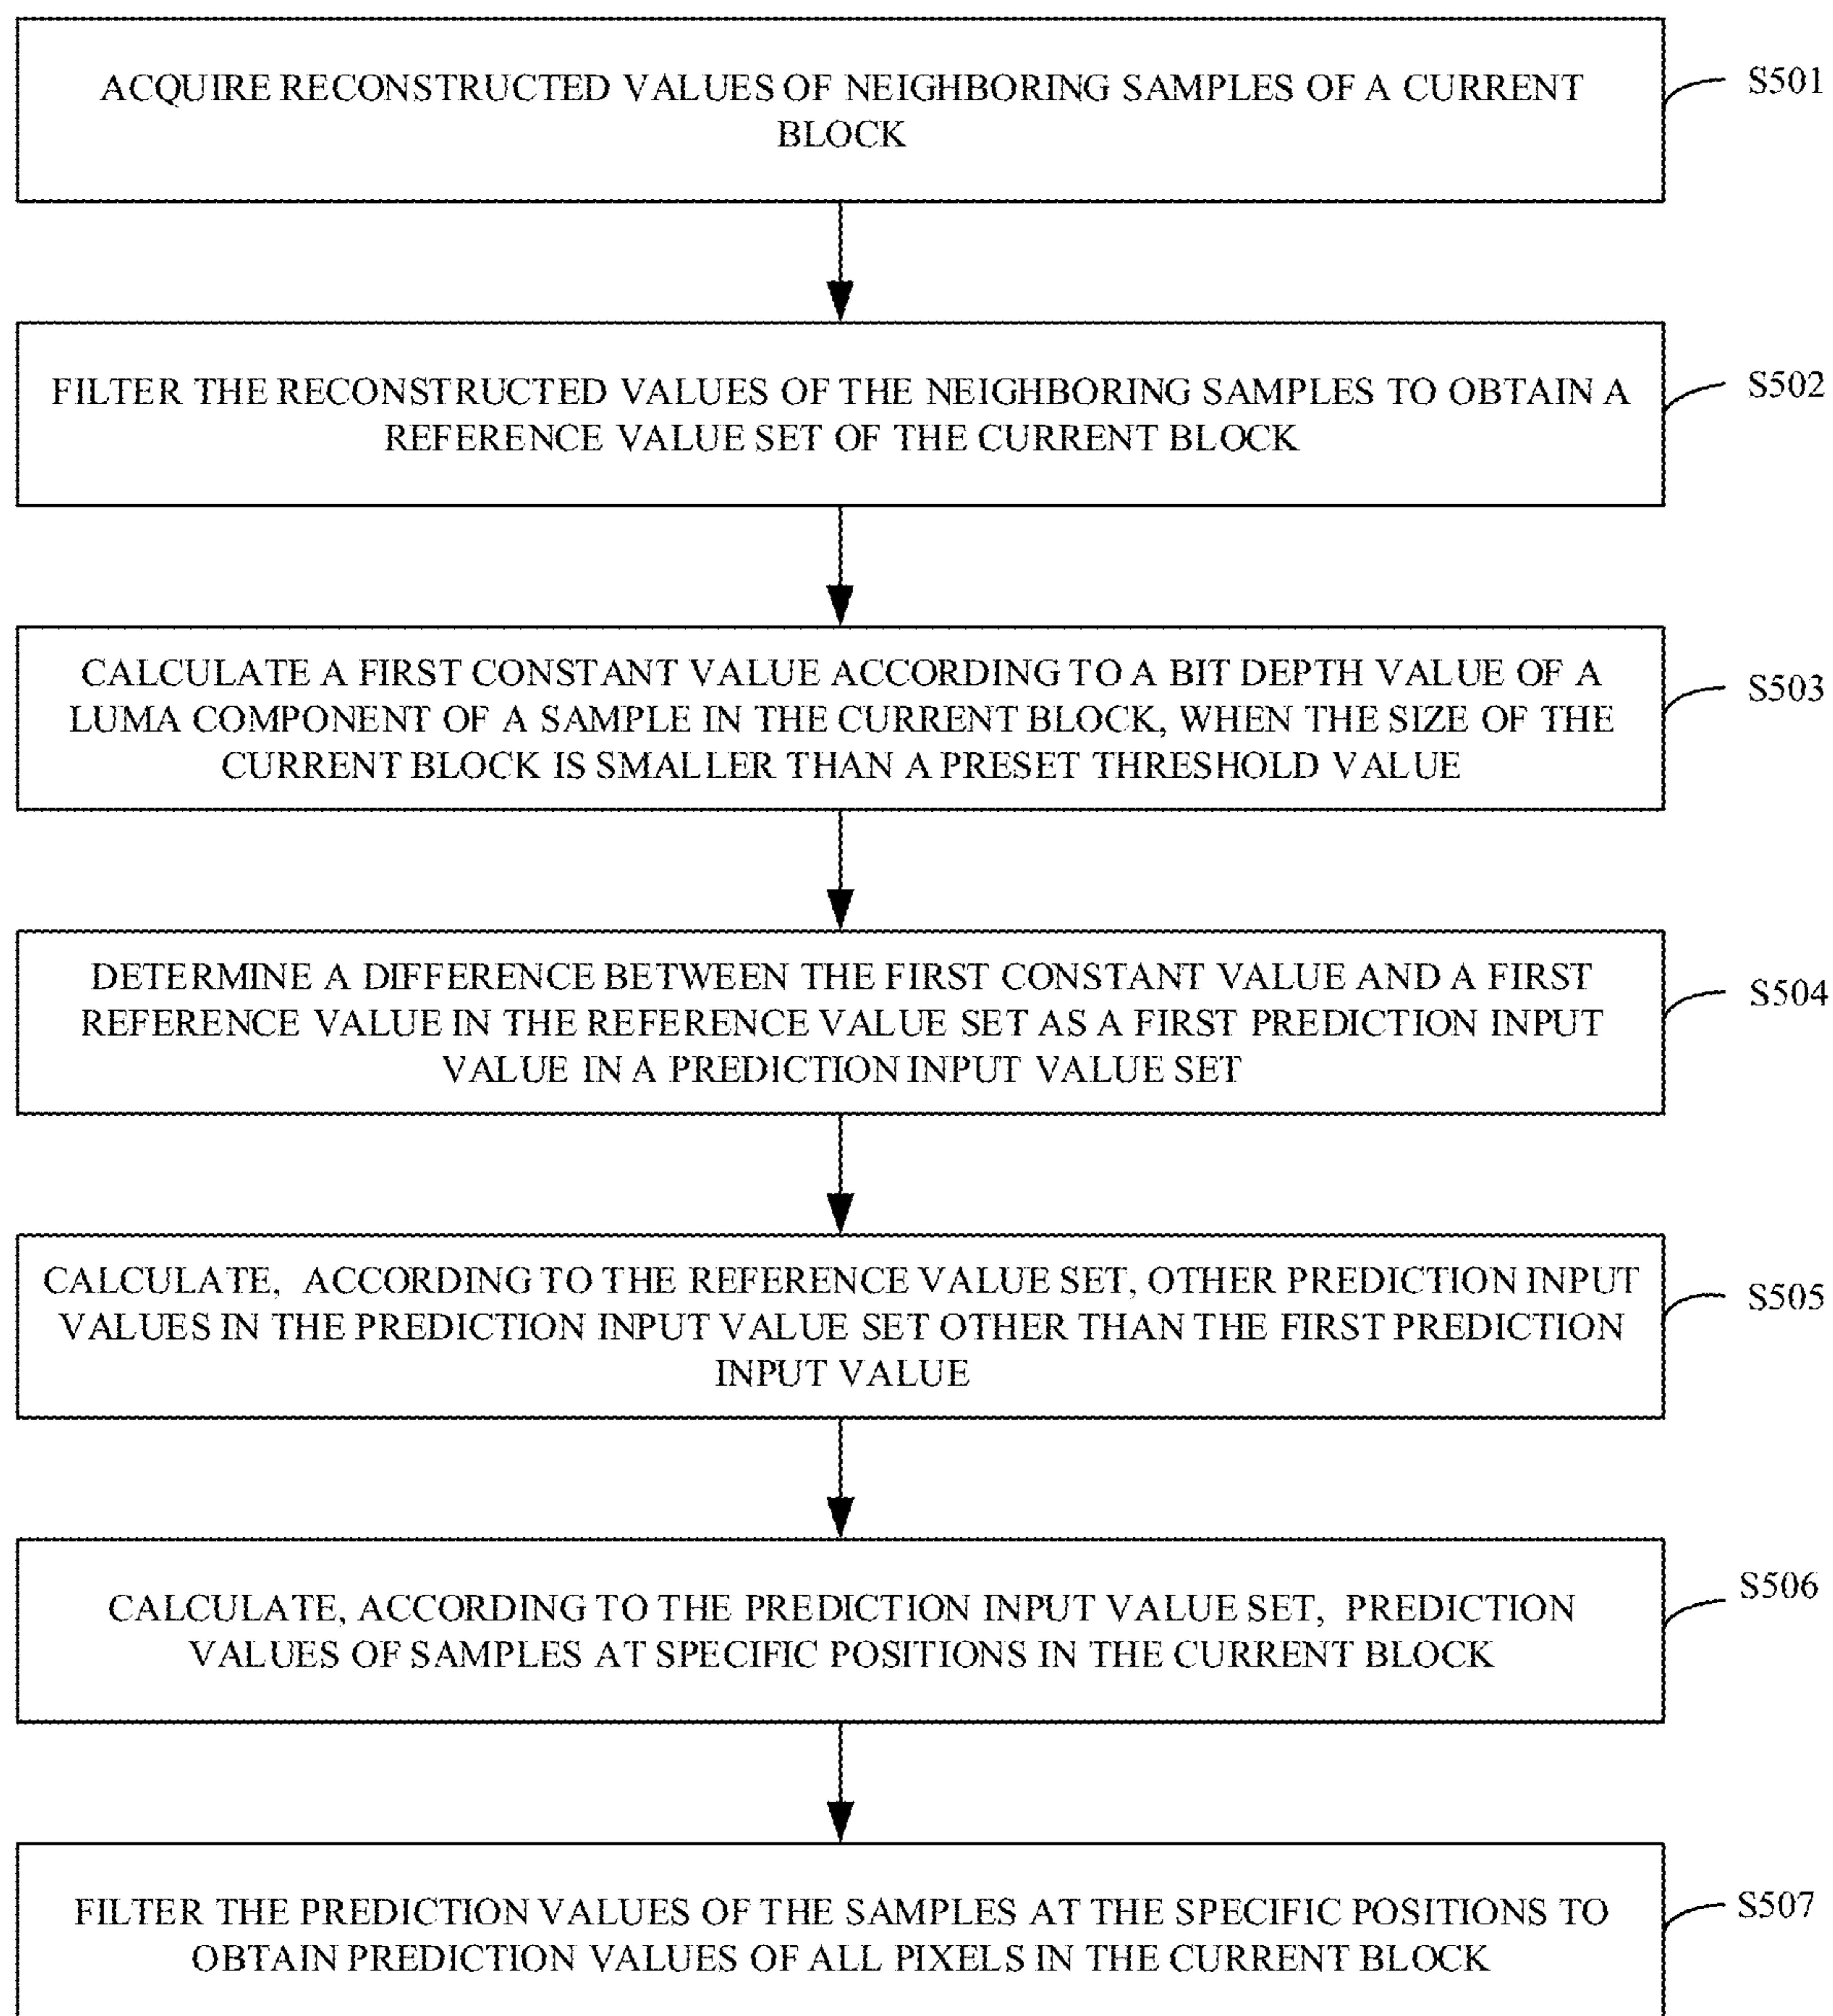 ACQUIRE RECONSTRUCTED VALUES OF NEIGHBORING SAMPLES OF A CURRENT
BLOCK
S501
FILTER THE RECONSTRUCTED VALUES OF THE NEIGHBORING SAMPLES TO OBTAIN A
REFERENCE VALUE SET OF THE CURRENT BLOCK
S502
CALCULATE A FIRST CONSTANT VALUE ACCORDING TO A BIT DEPTH VALUE OF A
LUMA COMPONENT OF A SAMPLE IN THE CURRENT BLOCK, WHEN THE SIZE OF THE
CURRENT BLOCK IS SMALLER THAN A PRESET THRESHOLD VALUE
S503
DETERMINE A DIFFERENCE BETWEEN THE FIRST CONSTANT VALUE AND A FIRST
REFERENCE VALUE IN THE REFERENCE VALUE SET AS A FIRST PREDICTION INPUT
VALUE IN A PREDICTION INPUT VALUE SET
S504
CALCULATE, ACCORDING TO THE REFERENCE VALUE SET, OTHER PREDICTION INPUT
VALUES IN THE PREDICTION INPUT VALUE SET OTHER THAN THE FIRST PREDICTION
INPUT VALUE
S505
CALCULATE, ACCORDING TO THE PREDICTION INPUT VALUE SET, PREDICTION
VALUES OF SAMPLES AT SPECIFIC POSITIONS IN THE CURRENT BLOCK
S506
FILTER THE PREDICTION VALUES OF THE SAMPLES AT THE SPECIFIC POSITIONS TO
OBTAIN PREDICTION VALUES OF ALL PIXELS IN THE CURRENT BLOCK
S507